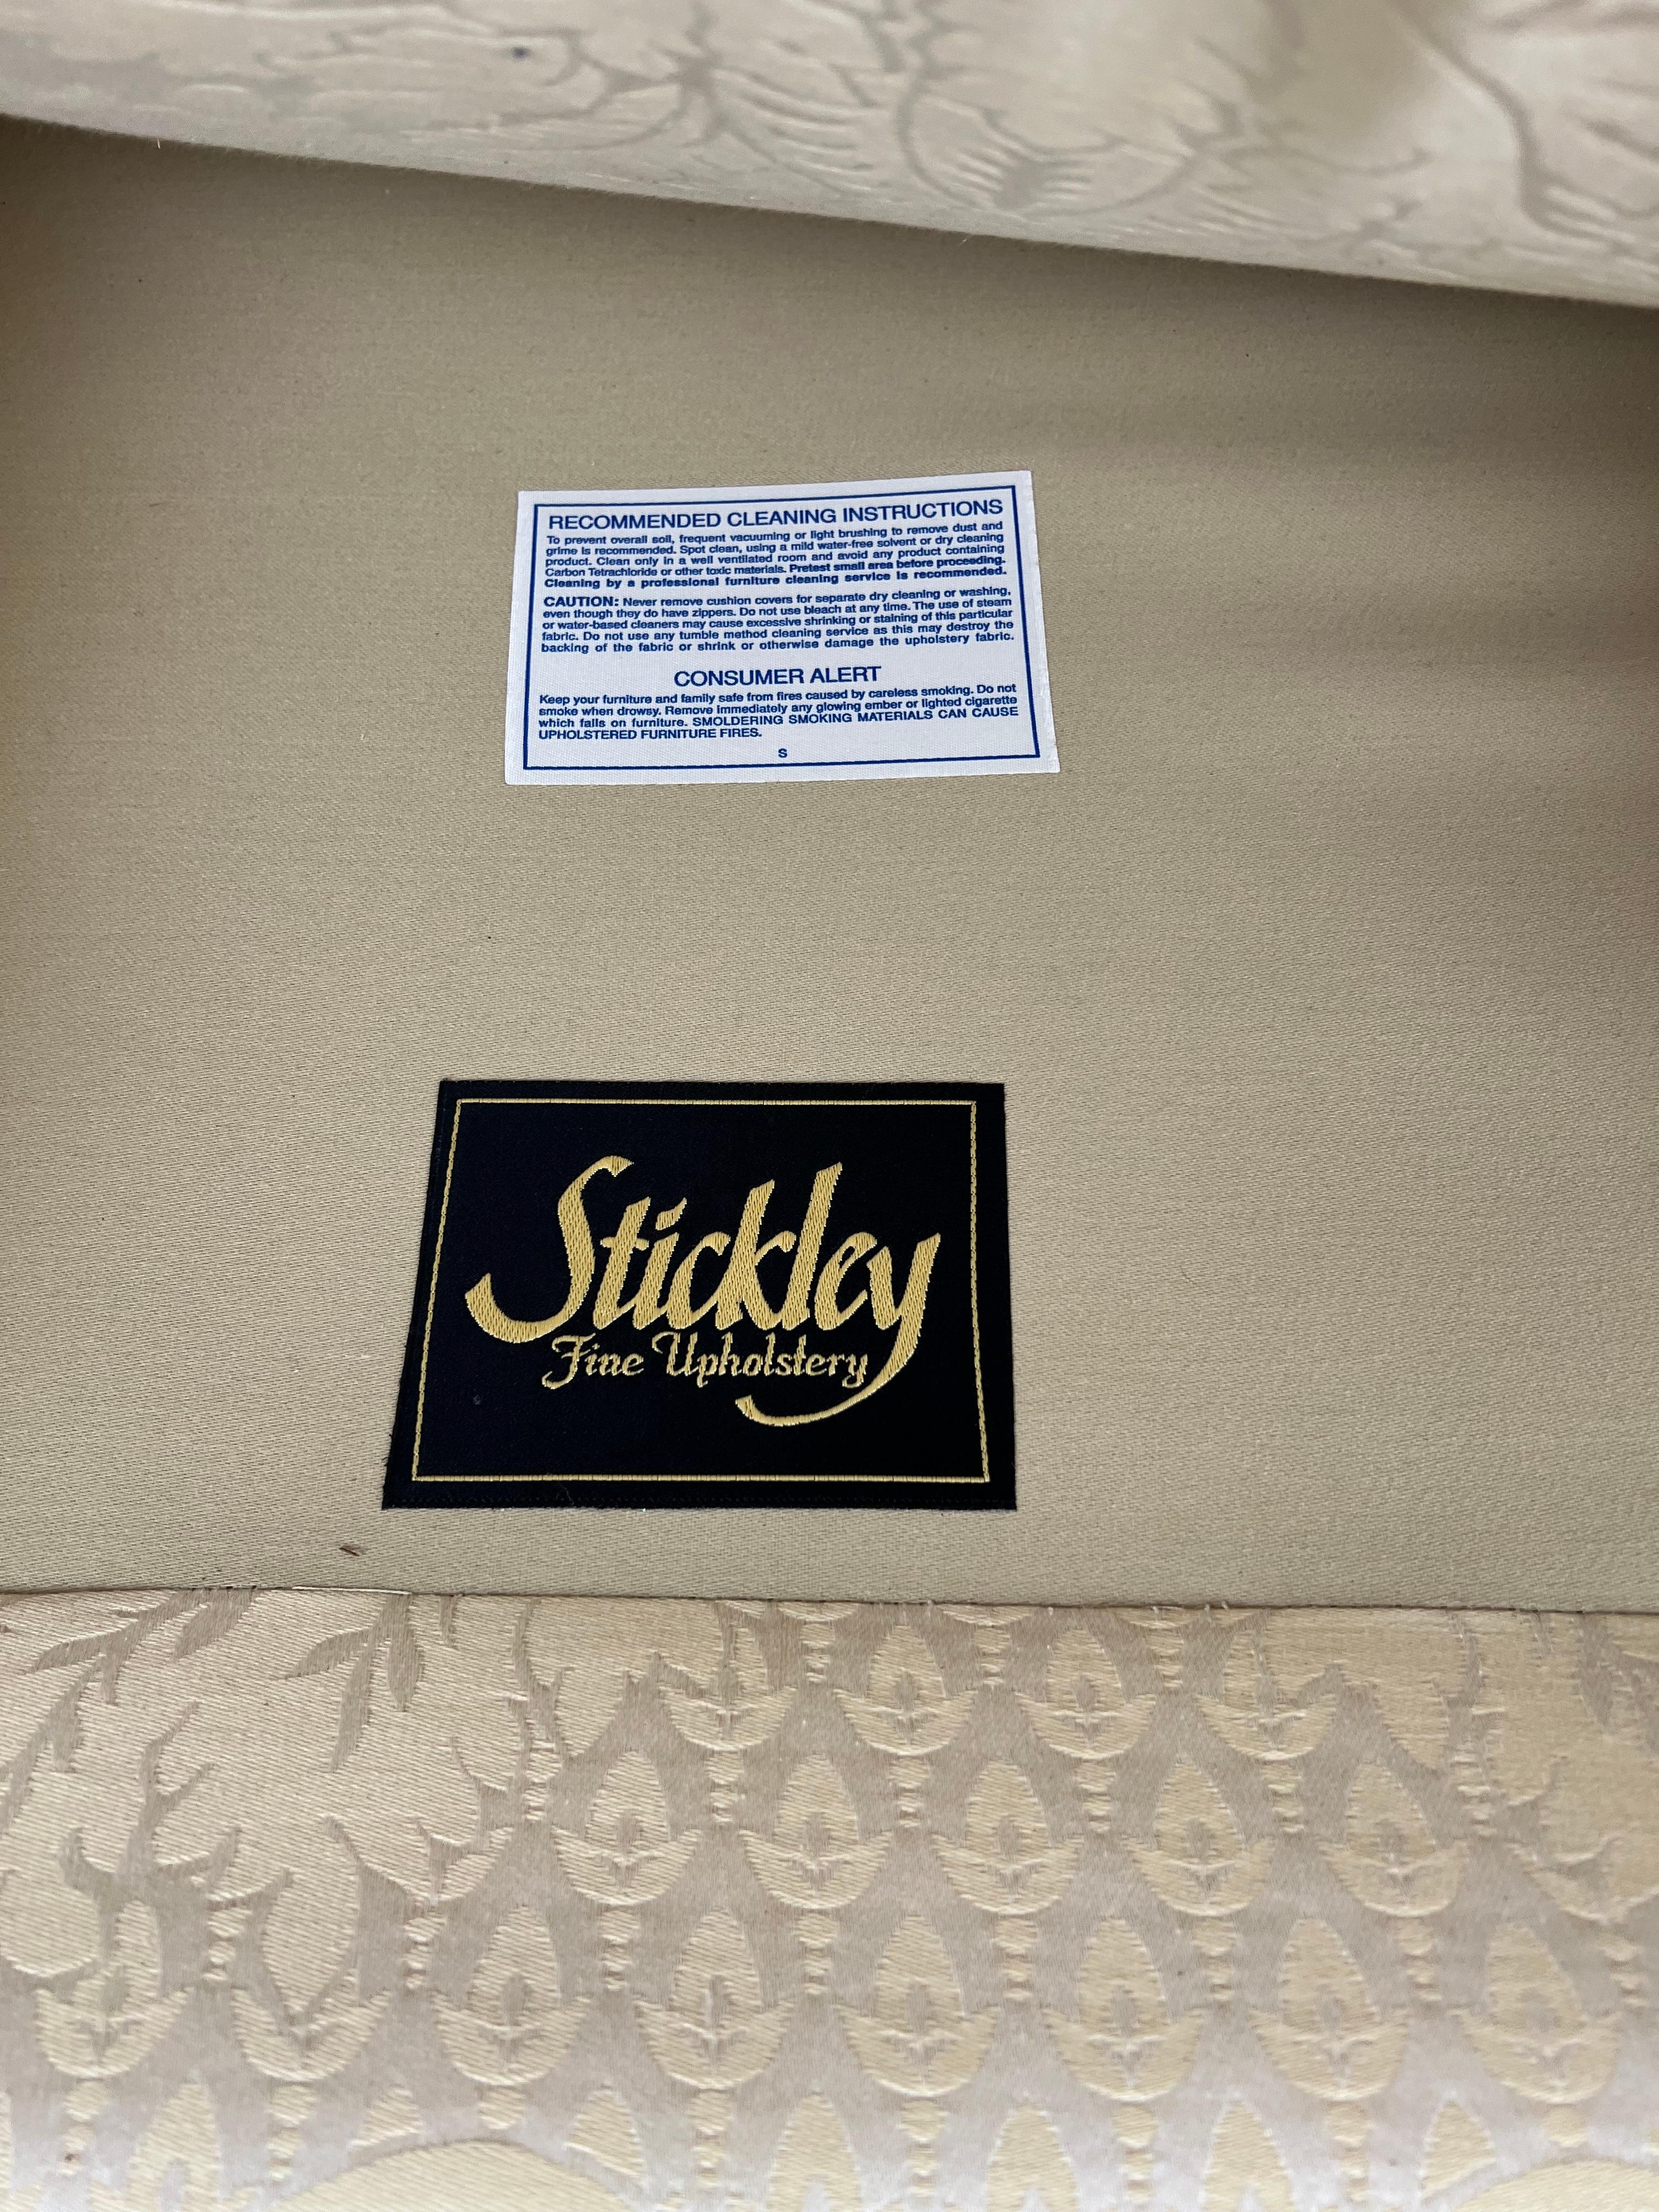 RECOMMENDED CLEANING INSTRUCTIONS
To prevent overall soil, frequent vacuuming or light brushing to remove dust and
grime is recommended. Spot clean, using a mild water-free solvent or dry cleaning
product. Clean only in a well ventilated room and avoid any product containing
Carbon Tetrachloride or other toxic materials. Pretest small area before proceeding.
Cleaning by a professional furniture cleaning service is recommended.
CAUTION: Never remove cushion covers for separate dry cleaning or washing,
even though they do have zippers. Do not use bleach at any time. The use of steam
or water-based cleaners may cause excessive shrinking or staining of this particular
fabric. Do not use any tumble method cleaning service as this may destroy the
backing of the fabric or shrink or otherwise damage the upholstery fabric.
CONSUMER ALERT
Keep your furniture and family safe from fires caused by careless smoking. Do not
smoke when drowsy. Remove immediately any glowing ember or lighted cigarette
which falls on furniture. SMOLDERING SMOKING MATERIALS CAN CAUSE
UPHOLSTERED FURNITURE FIRES.
S
Stickley
Fine Upholstery